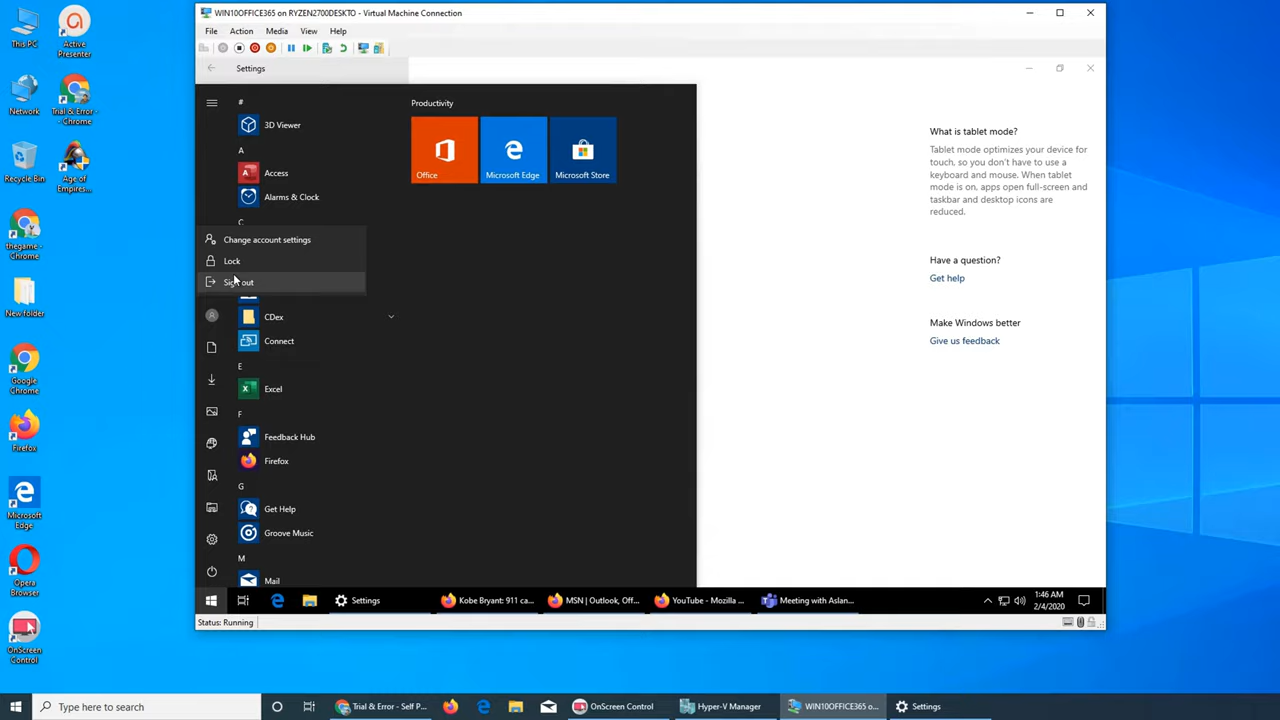 This PC
Active
Presenter
Network
Trial & Error -
- Chrome
Recycle Bin
Age of
Empires...
thegame -
Chrome
New folder
Google
Chrome
Firefox
Microsoft
Edge
Opera
Browser
OnScreen
Control
WIN10OFFICE365 on RYZEN2700DESKTO - Virtual Machine Connection
File Action Media View Help
Settings
#
3D Viewer
A
Access
Alarms & Clock
C
Change account settings
Lock
Sign out
CDex
Connect
E
Excel
F
Feedback Hub
Firefox
G
Get Help
Groove Music
M
Mail
Productivity
Office
Microsoft Edge
Microsoft Store
What is tablet mode?
Tablet mode optimizes your device for
touch, so you don't have to use a
keyboard and mouse. When tablet
mode is on, apps open full-screen and
taskbar and desktop icons are
reduced.
Have a question?
Get help
Make Windows better
Give us feedback
Settings
Kobe Bryant: 911 ca...
MSN | Outlook, Off...
YouTube - Mozilla ...
Meeting with Aslan...
1:46 AM
2/4/2020
Status: Running
Type here to search
Trial & Error - Self P...
OnScreen Control
Hyper-V Manager
WIN10OFFICE365 o...
Settings